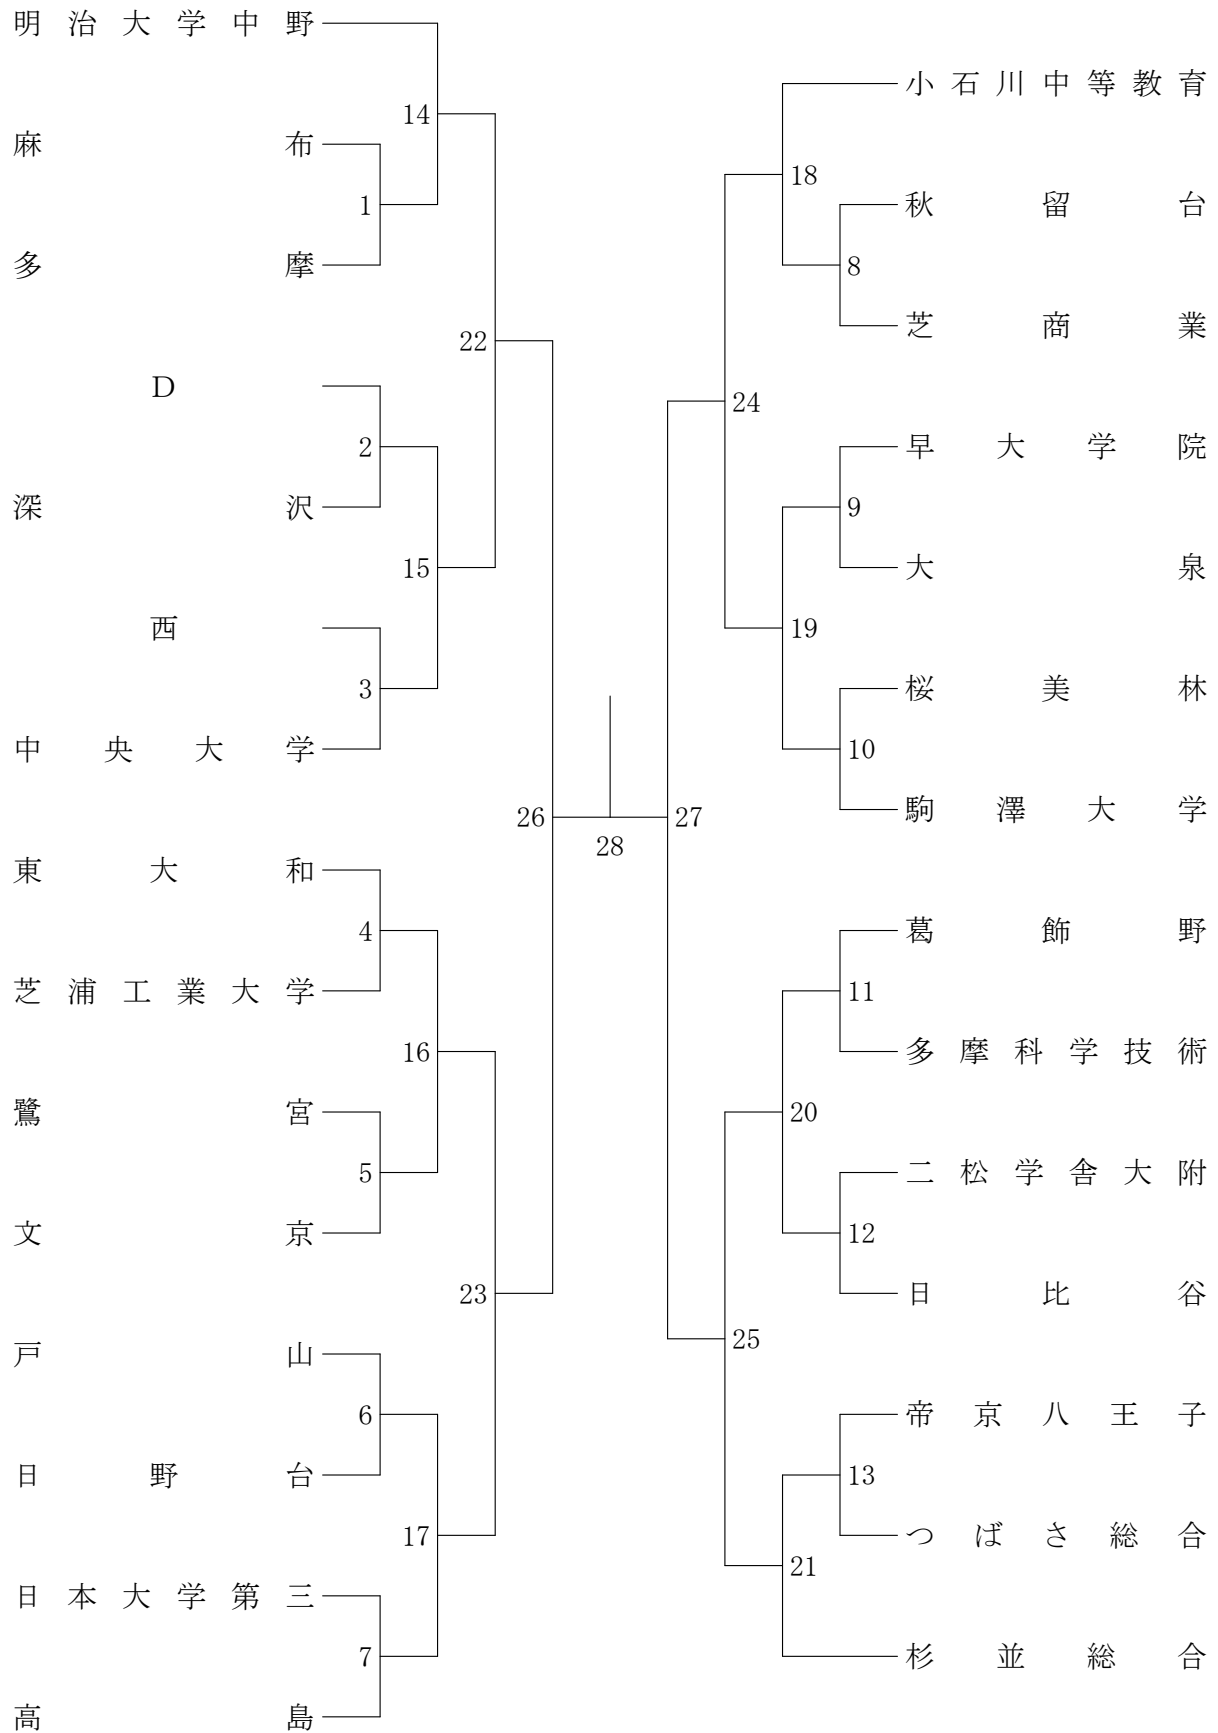 明治大学中野
麻布
多摩
D
深沢
西
中央大学
東大和
芝浦工業大学
鷺宮
文京
戸山
日野台
日本大学第三
高島
1
2
3
4
5
6
7
14
15
16
17
22
23
26
28
27
24
25
18
19
20
21
8
9
10
11
12
13
小石川中等教育
秋留台
芝商業
早大学院
大泉
桜美林
駒澤大学
葛飾野
多摩科学技術
二松学舎大附
日比谷
帝京八王子
つばさ総合
杉並総合